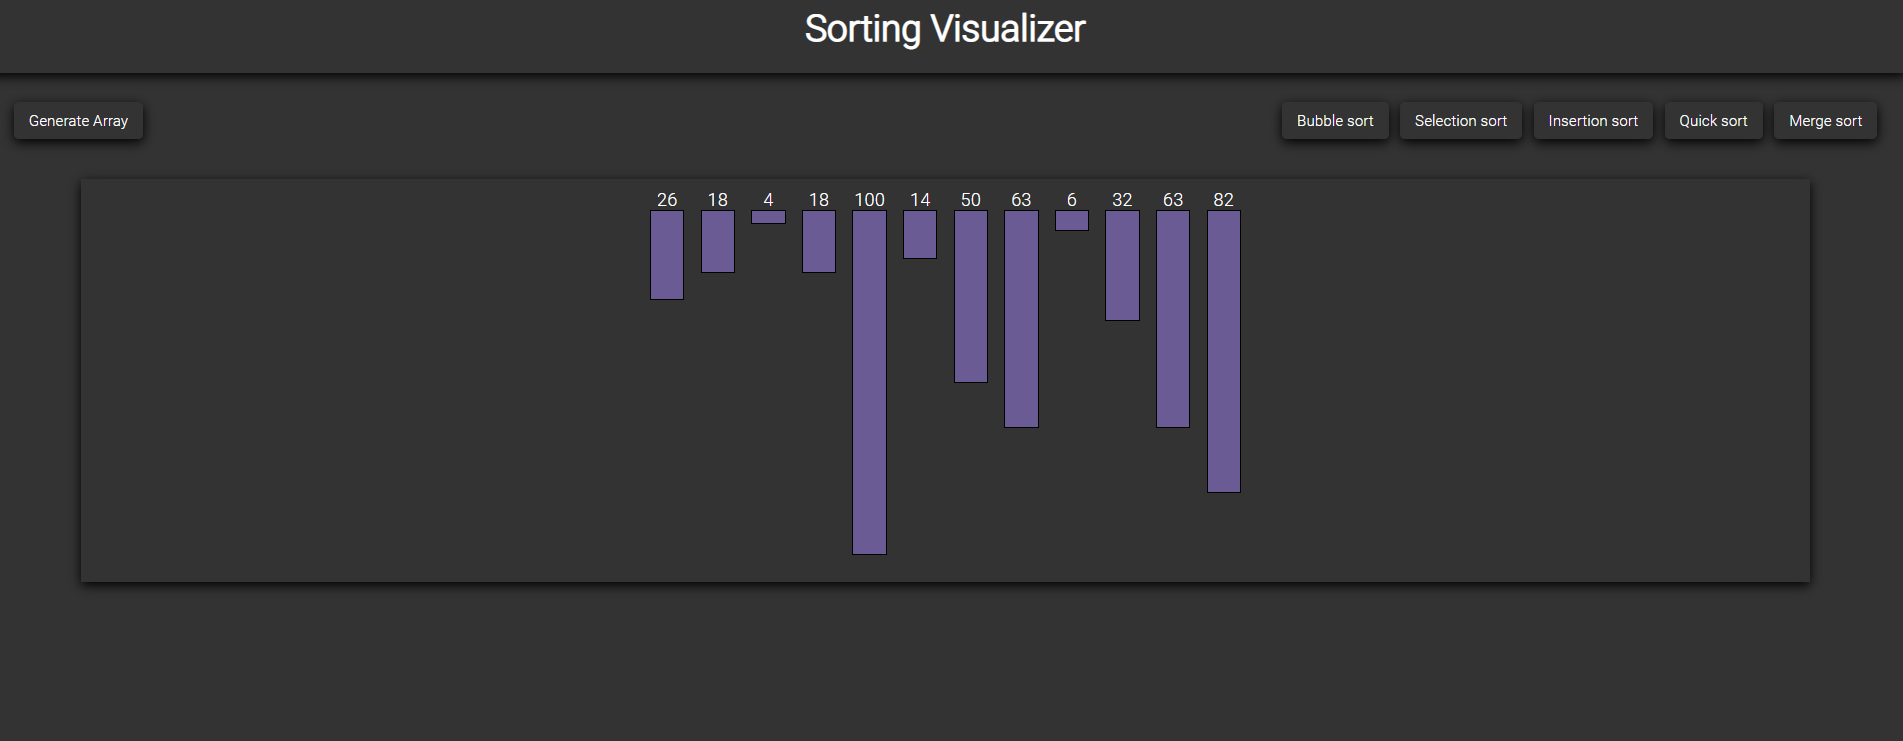 Sorting Visualizer
Generate Array
Bubble sort
Selection sort
Insertion sort
Quick sort
Merge sort
26 18 4 18 100 14 50 63 6 32 63 82